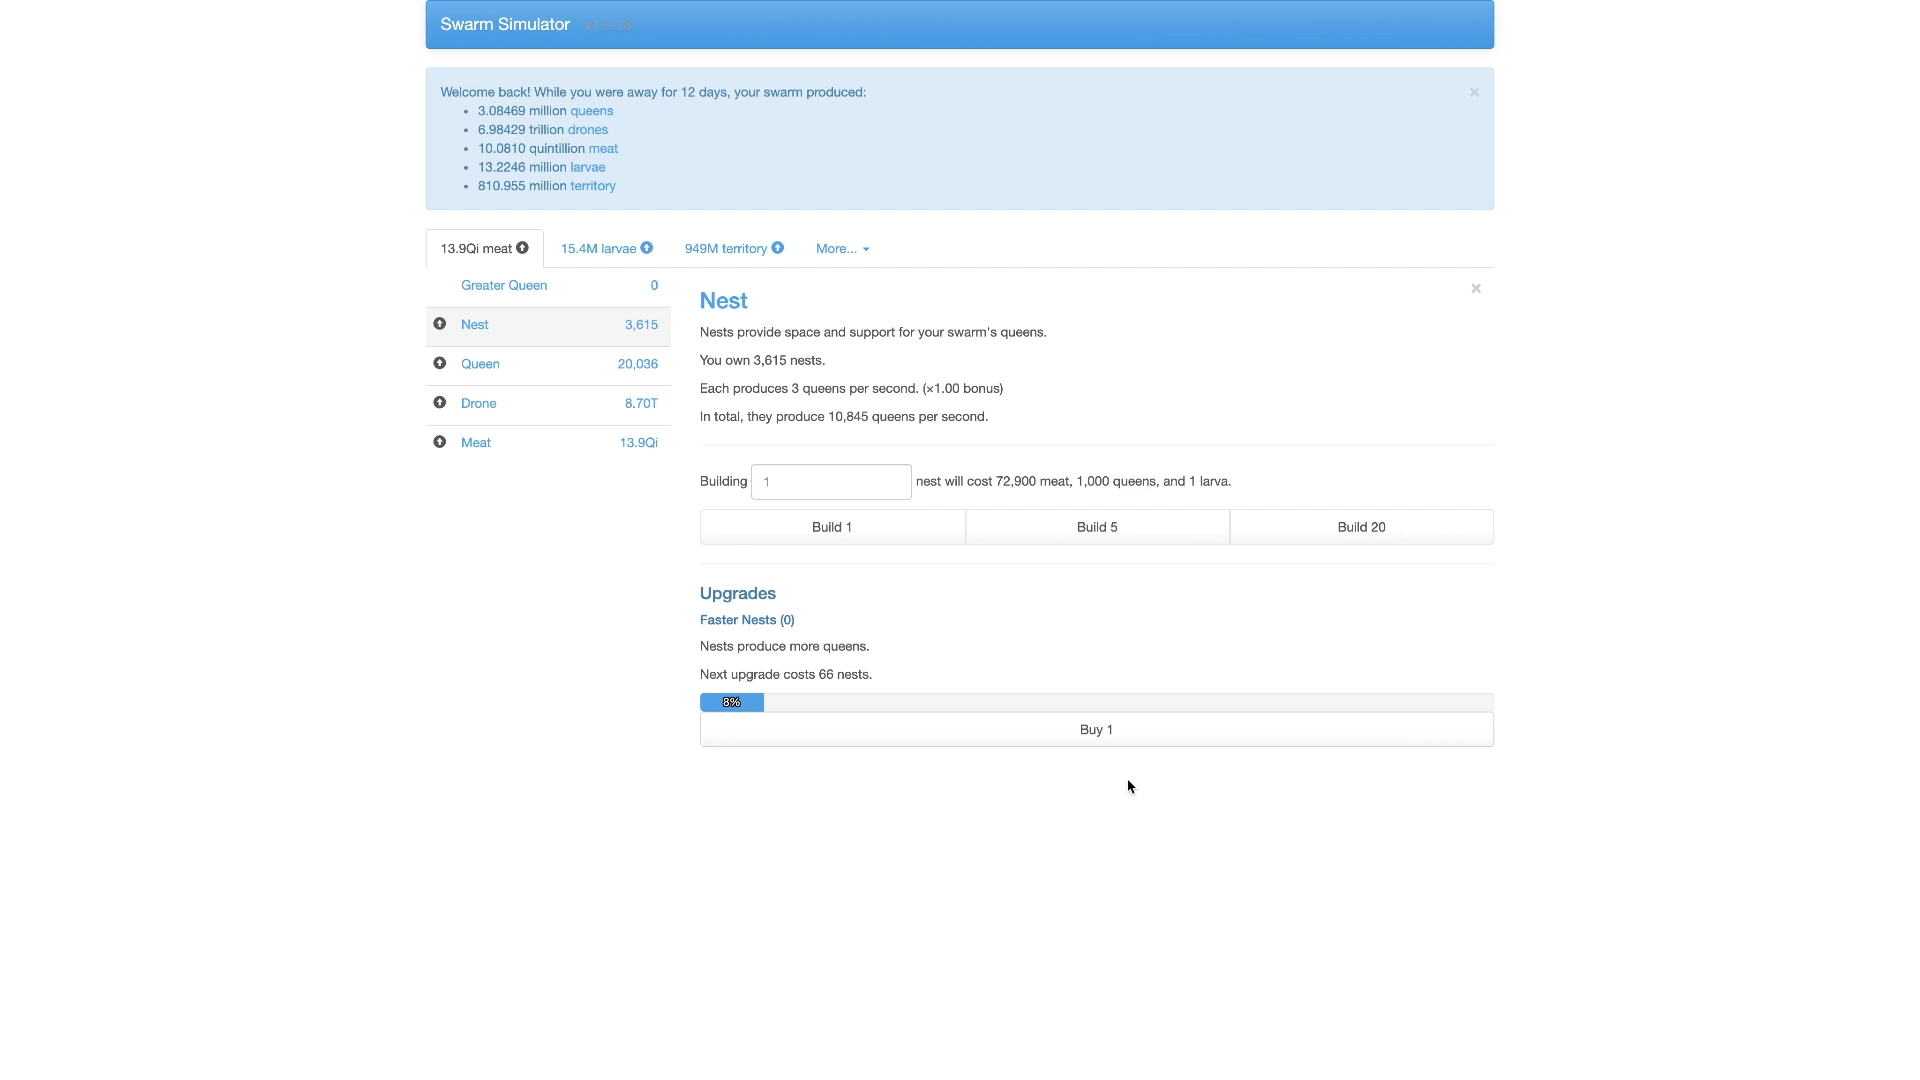 Swarm Simulator
Welcome back! While you were away for 12 days, your swarm produced:
• 3.08469 million queens
• 6.98429 trillion drones
• 10.0810 quintillion meat
• 13.2246 million larvae
• 810.955 million territory
13.9Qi meat 15.4M larvae 949M territory More...
Greater Queen 0
Nest 3,615
Queen 20,036
Drone 8.70T
Meat 13.9Qi
Nest
Nests provide space and support for your swarm's queens.
You own 3,615 nests.
Each produces 3 queens per second. (×1.00 bonus)
In total, they produce 10,845 queens per second.
Building 1 nest will cost 72,900 meat, 1,000 queens, and 1 larva.
Build 1 Build 5 Build 20
Upgrades
Faster Nests (0)
Nests produce more queens.
Next upgrade costs 66 nests.
8%
Buy 1